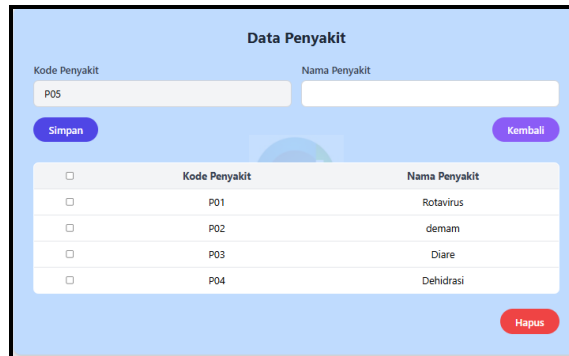 Data Penyakit
Kode Penyakit Nama Penyakit
P05
Simpan Kembali
Kode Penyakit Nama Penyakit
P01 Rotavirus
P02 demam
P03 Diare
P04 Dehidrasi
Hapus